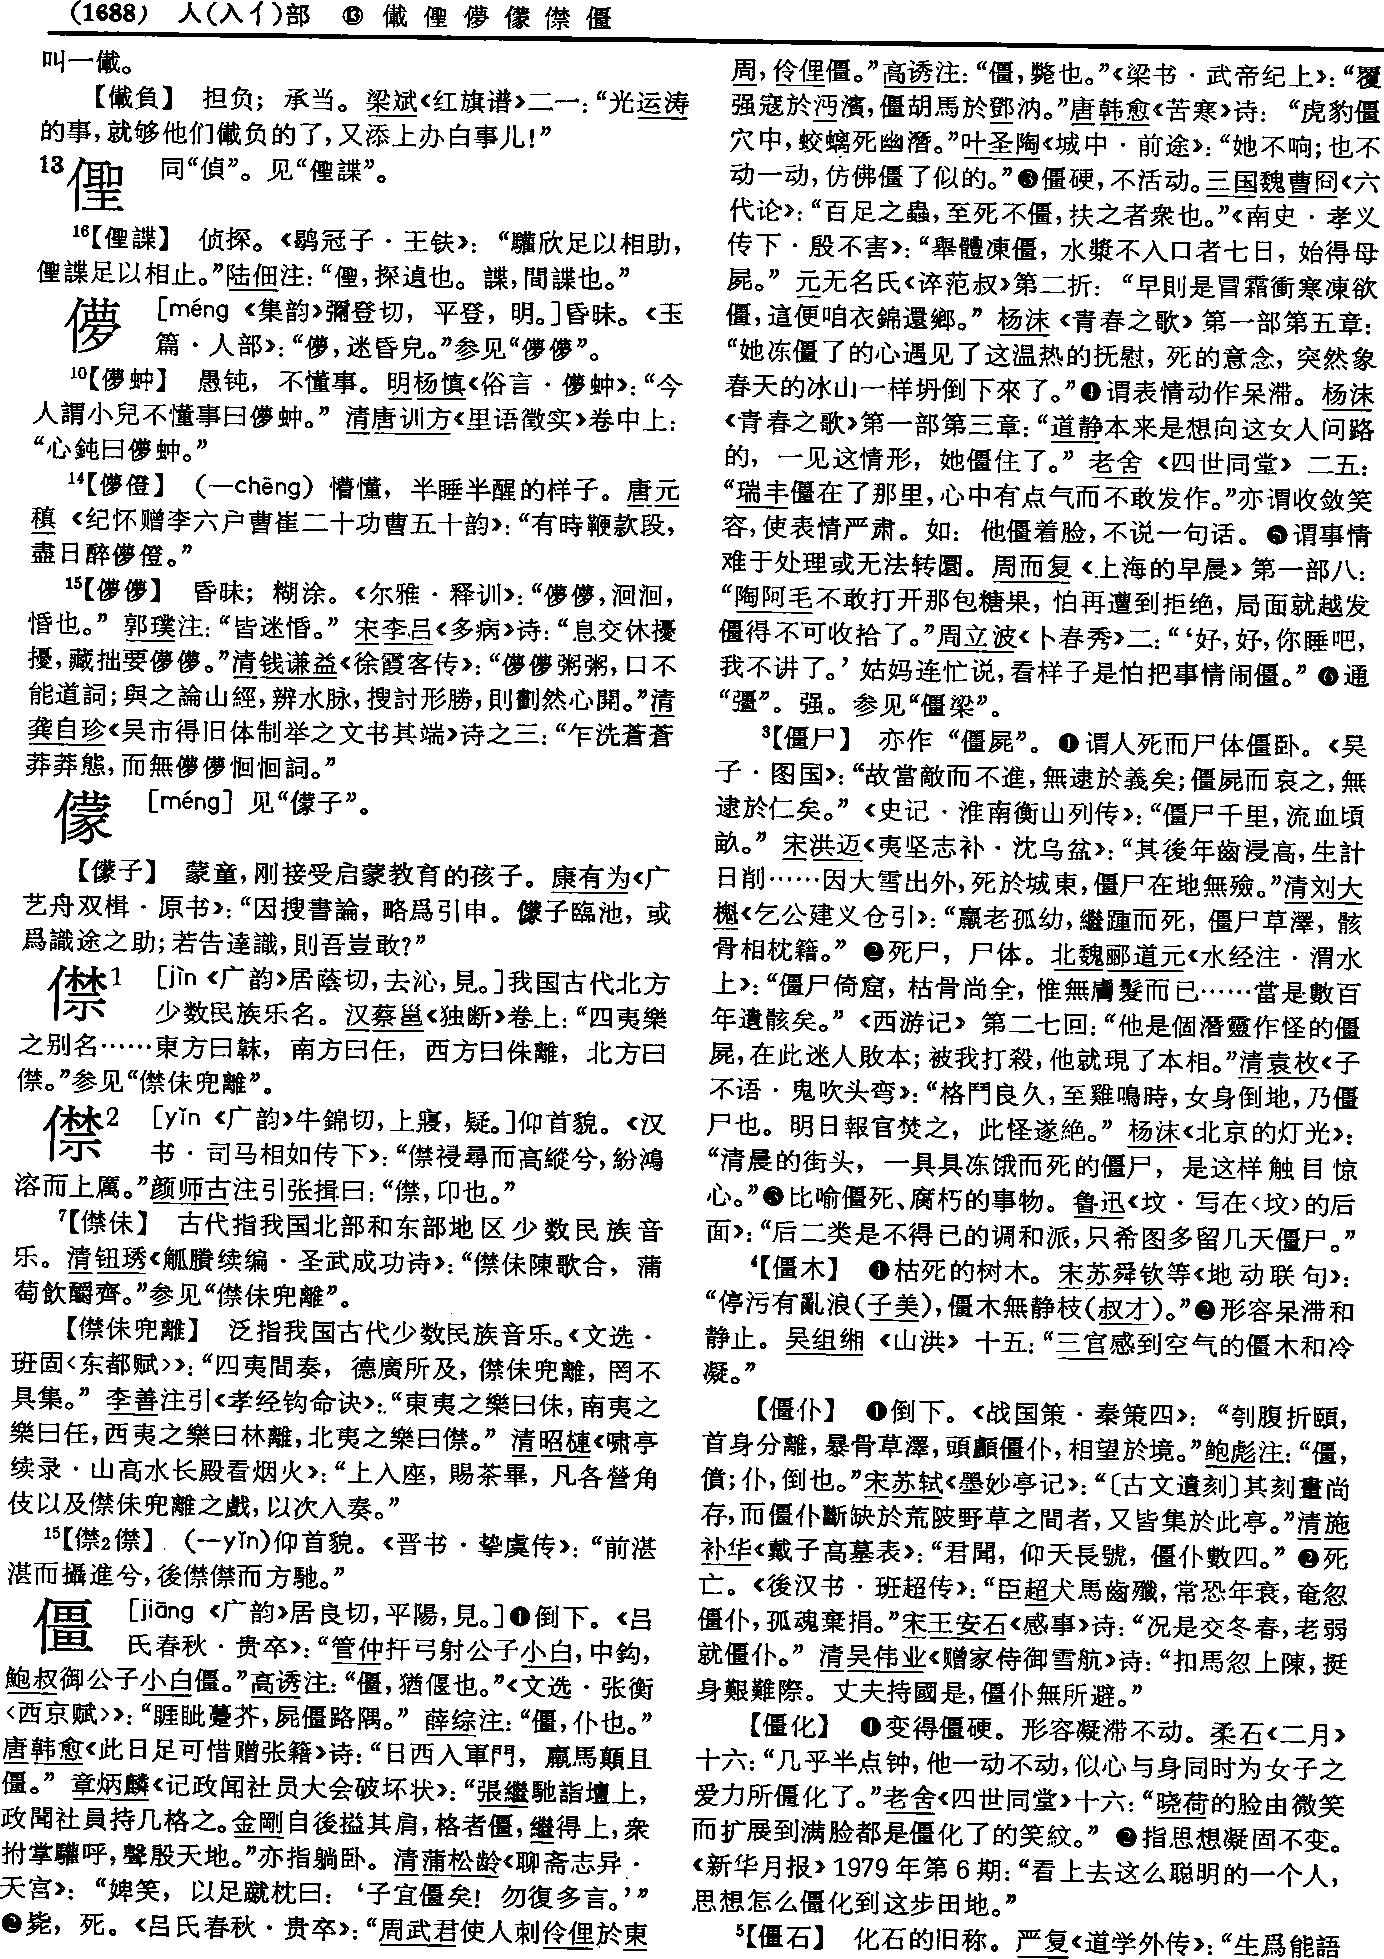 (1688) 人(入亻)部 ⑬ 儎俚儚儯僸僵
叫一儎。
【儎負】 担负；承当。梁斌《红旗谱》二一：“光运涛
的事，就够他们儎负的了，又添上办白事儿！”
13 𠐊 同“偵”。见“𠐊諜”。
16【𠐊諜】 侦探。《鹖冠子·王铁》：“驩欣足以相助，
𠐊諜足以相止。”陆佃注：“𠐊，探逌也。諜，間諜也。”
儚 [méng《集韵》彌登切，平登，明。]昏昧。《玉
篇·人部》：“儚，迷昏皃。”参见“儚儚”。
10【儚蚛】 愚钝，不懂事。明杨慎《俗言·儚蚛》：“今
人謂小兒不懂事曰儚蚛。” 清唐训方《里语徵实》卷中上：
“心鈍曰儚蚛。”
14【儚僜】 (—chēng) 懵懂，半睡半醒的样子。唐元
稹《纪怀赠李六户曹崔二十功曹五十韵》：“有時鞭款段，
盡日醉儚僜。”
15【儚儚】 昏昧；糊涂。《尔雅·释训》：“儚儚，洄洄，
惛也。” 郭璞注：“皆迷惛。” 宋李吕《多病》诗：“息交休擾
擾，藏拙要儚儚。”清钱谦益《徐霞客传》：“儚儚粥粥，口不
能道詞；與之論山經，辨水脉，搜討形勝，則劃然心開。”清
龚自珍《吴市得旧体制举之文书其端》诗之三：“乍洗蒼蒼
莽莽態，而無儚儚恛恛詞。”
儚 [méng] 见“儚子”。
【儚子】 蒙童，刚接受启蒙教育的孩子。康有为《广
艺舟双楫·原书》：“因搜書論，略爲引申。儚子臨池，或
爲識途之助；若告達識，則吾豈敢？”
僸1 [jìn《广韵》居蔭切，去沁，見。]我国古代北方
少数民族乐名。汉蔡邕《独断》卷上：“四夷樂
之别名……東方曰韎，南方曰任，西方曰侏離，北方曰
僸。”参见“僸佅兜離”。
僸2 [yǐn《广韵》牛錦切，上寢，疑。]仰首貌。《汉
书·司马相如传下》：“僸祲尋而高縱兮，紛鴻
溶而上厲。”颜师古注引张揖曰：“僸，卬也。”
7【僸佅】 古代指我国北部和东部地区少数民族音
乐。清钮琇《觚賸续编·圣武成功诗》：“僸佅陳歌合，蒲
萄飲釂齊。”参见“僸佅兜離”。
【僸佅兜離】 泛指我国古代少数民族音乐。《文选·
班固〈东都赋〉》：“四夷間奏，德廣所及，僸佅兜離，罔不
具集。” 李善注引《孝经钩命诀》：“東夷之樂曰佅，南夷之
樂曰任，西夷之樂曰林離，北夷之樂曰僸。” 清昭槤《啸亭
续录·山高水长殿看烟火》：“上入座，賜茶畢，凡各營角
伎以及僸佅兜離之戲，以次入奏。”
15【僸2僸】 (—yǐn)仰首貌。《晋书·挚虞传》：“前湛
湛而攝進兮，後僸僸而方馳。”
僵 [jiāng《广韵》居良切，平陽，見。]❶倒下。《吕
氏春秋·贵卒》：“管仲扞弓射公子小白，中鈎，
鮑叔御公子小白僵。”高诱注：“僵，猶偃也。”《文选·张衡
〈西京赋〉》：“睚眦蠆芥，屍僵路隅。” 薛综注：“僵，仆也。”
唐韩愈《此日足可惜赠张籍》诗：“日西入軍門，羸馬顛且
僵。” 章炳麟《记政闻社员大会破坏状》：“張繼馳詣壇上，
政聞社員持几格之。金剛自後搤其肩，格者僵，繼得上，衆
拊掌驩呼，聲殷天地。”亦指躺卧。清蒲松龄《聊斋志异·
天宫》：“婢笑，以足蹴枕曰：‘子宜僵矣！勿復多言。’”
❷毙，死。《吕氏春秋·贵卒》：“周武君使人刺伶俚於東
周，伶俚僵。”高诱注：“僵，斃也。”《梁书·武帝纪上》：“覆
强寇於沔濱，僵胡馬於鄧汭。”唐韩愈《苦寒》诗：“虎豹僵
穴中，蛟螭死幽潛。”叶圣陶《城中·前途》：“她不响；也不
动一动，仿佛僵了似的。”❸僵硬，不活动。三国魏曹冏《六
代论》：“百足之蟲，至死不僵，扶之者衆也。”《南史·孝义
传下·殷不害》：“舉體凍僵，水漿不入口者七日，始得母
屍。” 元无名氏《谇范叔》第二折：“早則是冒霜衝寒凍欲
僵，這便咱衣錦還鄉。” 杨沫《青春之歌》第一部第五章：
“她冻僵了的心遇见了这温热的抚慰，死的意念，突然象
春天的冰山一样坍倒下來了。”❹谓表情动作呆滞。杨沫
《青春之歌》第一部第三章：“道静本来是想向这女人问路
的，一见这情形，她僵住了。” 老舍《四世同堂》二五：
“瑞丰僵在了那里，心中有点气而不敢发作。”亦谓收敛笑
容，使表情严肃。如：他僵着脸，不说一句话。❺谓事情
难于处理或无法转圜。周而复《上海的早晨》第一部八：
“陶阿毛不敢打开那包糖果，怕再遭到拒绝，局面就越发
僵得不可收拾了。”周立波《卜春秀》二：“‘好，好，你睡吧，
我不讲了。’姑妈连忙说，看样子是怕把事情闹僵。”❻通
“彊”。强。参见“僵梁”。
3【僵尸】 亦作“僵屍”。❶谓人死而尸体僵卧。《吴
子·图国》：“故當敵而不進，無逮於義矣；僵屍而哀之，無
逮於仁矣。”《史记·淮南衡山列传》：“僵尸千里，流血頃
畝。” 宋洪迈《夷坚志补·沈乌盆》：“其後年齒浸高，生計
日削……因大雪出外，死於城東，僵尸在地無殮。”清刘大
櫆《乞公建义仓引》：“羸老孤幼，繼踵而死，僵尸草澤，骸
骨相枕籍。” ❷死尸，尸体。北魏郦道元《水经注·渭水
上》：“僵尸倚窟，枯骨尚全，惟無膚髮而已……當是數百
年遺骸矣。”《西游记》第二七回：“他是個潛靈作怪的僵
屍，在此迷人敗本；被我打殺，他就現了本相。”清袁枚《子
不语·鬼吹头弯》：“格鬥良久，至雞鳴時，女身倒地，乃僵
尸也。明日報官焚之，此怪遂絶。” 杨沫《北京的灯光》：
“清晨的街头，一具具冻饿而死的僵尸，是这样触目惊
心。”❸比喻僵死、腐朽的事物。鲁迅《坟·写在〈坟〉的后
面》：“后二类是不得已的调和派，只希图多留几天僵尸。”
4【僵木】 ❶枯死的树木。宋苏舜钦等《地动联句》：
“停污有亂浪(子美)，僵木無静枝(叔才)。”❷形容呆滞和
静止。吴组缃《山洪》十五：“三官感到空气的僵木和冷
凝。”
【僵仆】 ❶倒下。《战国策·秦策四》：“刳腹折頤，
首身分離，暴骨草澤，頭顱僵仆，相望於境。”鲍彪注：“僵，
僨；仆，倒也。”宋苏轼《墨妙亭记》：“〔古文遺刻〕其刻畫尚
存，而僵仆斷缺於荒陂野草之間者，又皆集於此亭。”清施
补华《戴子高墓表》：“君聞，仰天長號，僵仆數四。” ❷死
亡。《後汉书·班超传》：“臣超犬馬齒殲，常恐年衰，奄忽
僵仆，孤魂棄捐。”宋王安石《感事》诗：“况是交冬春，老弱
就僵仆。” 清吴伟业《赠家侍御雪航》诗：“扣馬忽上陳，挺
身艱難際。丈夫持國是，僵仆無所避。”
【僵化】 ❶变得僵硬。形容凝滞不动。柔石《二月》
十六：“几乎半点钟，他一动不动，似心与身同时为女子之
爱力所僵化了。”老舍《四世同堂》十六：“晓荷的脸由微笑
而扩展到满脸都是僵化了的笑紋。” ❷指思想凝固不变。
《新华月报》1979年第6期：“看上去这么聪明的一个人，
思想怎么僵化到这步田地。”
5【僵石】 化石的旧称。严复《道学外传》：“生爲能語